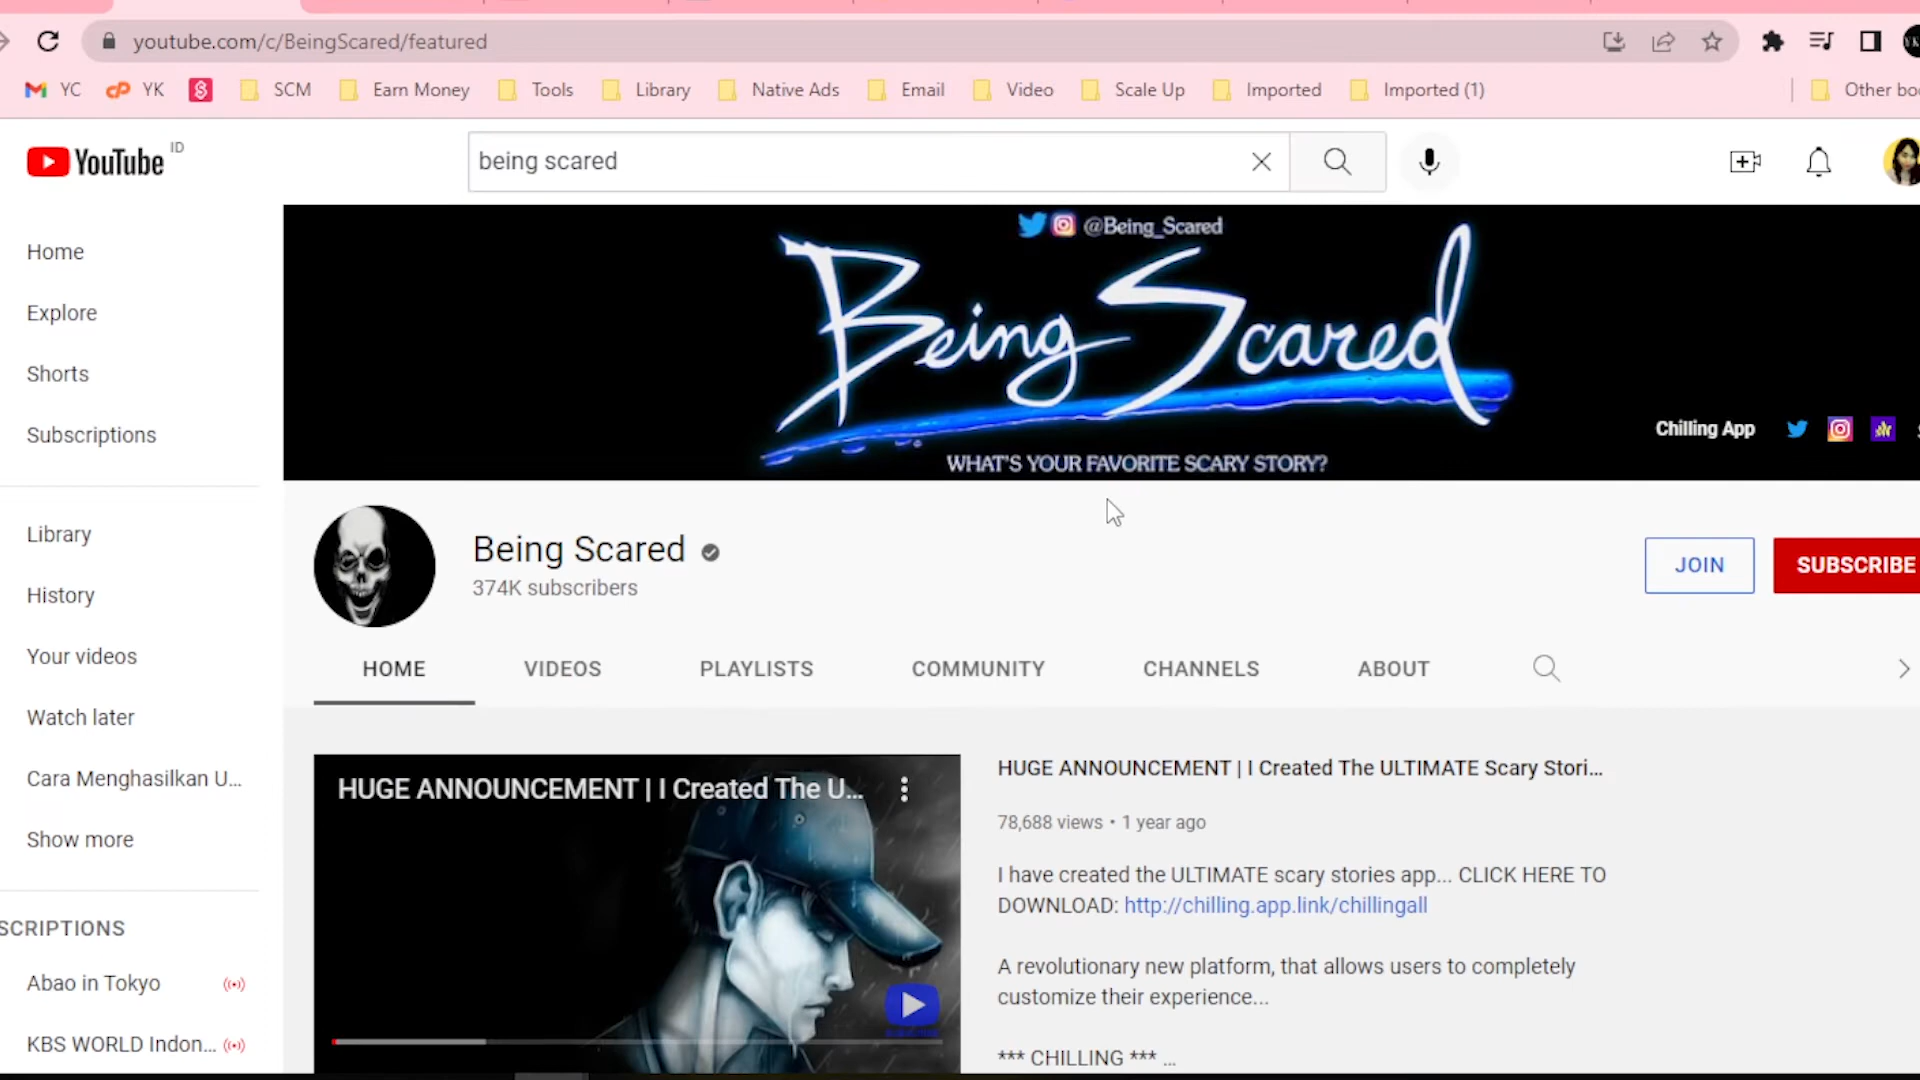 youtube.com/c/BeingScared/featured
YC
YK
SCM
Earn Money
Tools
Library
Native Ads
Email
Video
Scale Up
Imported
Imported (1)
YouTube ID
being scared
Home
Explore
Shorts
Subscriptions
Library
History
Your videos
Watch later
Cara Menghasilkan U...
Show more
SCRIPTIONS
Abao in Tokyo
KBS WORLD Indon...
@Being_Scared
Being Scared
WHAT'S YOUR FAVORITE SCARY STORY?
Chilling App
Being Scared
374K subscribers
JOIN
SUBSCRIBE
HOME
VIDEOS
PLAYLISTS
COMMUNITY
CHANNELS
ABOUT
HUGE ANNOUNCEMENT | I Created The U...
HUGE ANNOUNCEMENT | I Created The ULTIMATE Scary Stori...
78,688 views • 1 year ago
I have created the ULTIMATE scary stories app... CLICK HERE TO
DOWNLOAD: http://chilling.app.link/chillingall
A revolutionary new platform, that allows users to completely
customize their experience...
*** CHILLING *** ...